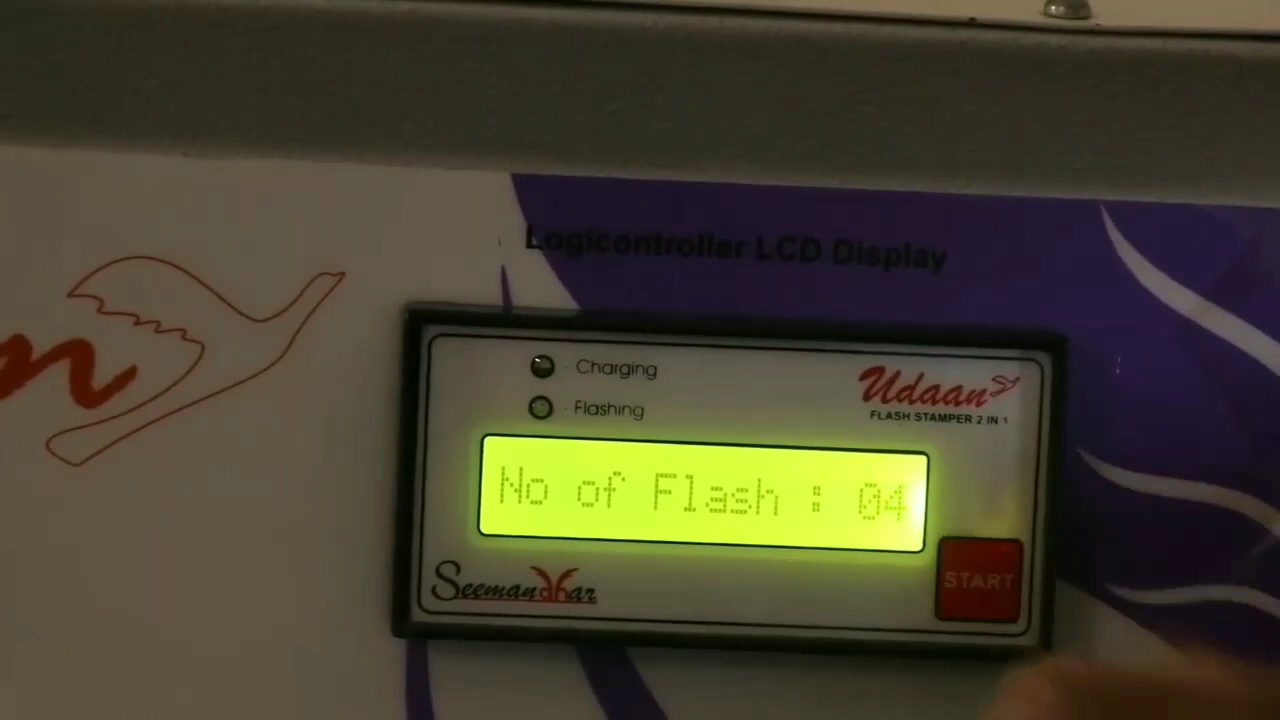 Logicontroller LCD Display
Charging
Flashing
Udaan
FLASH STAMPER 2 IN 1
No of Flash : 04
Seemandhar
START